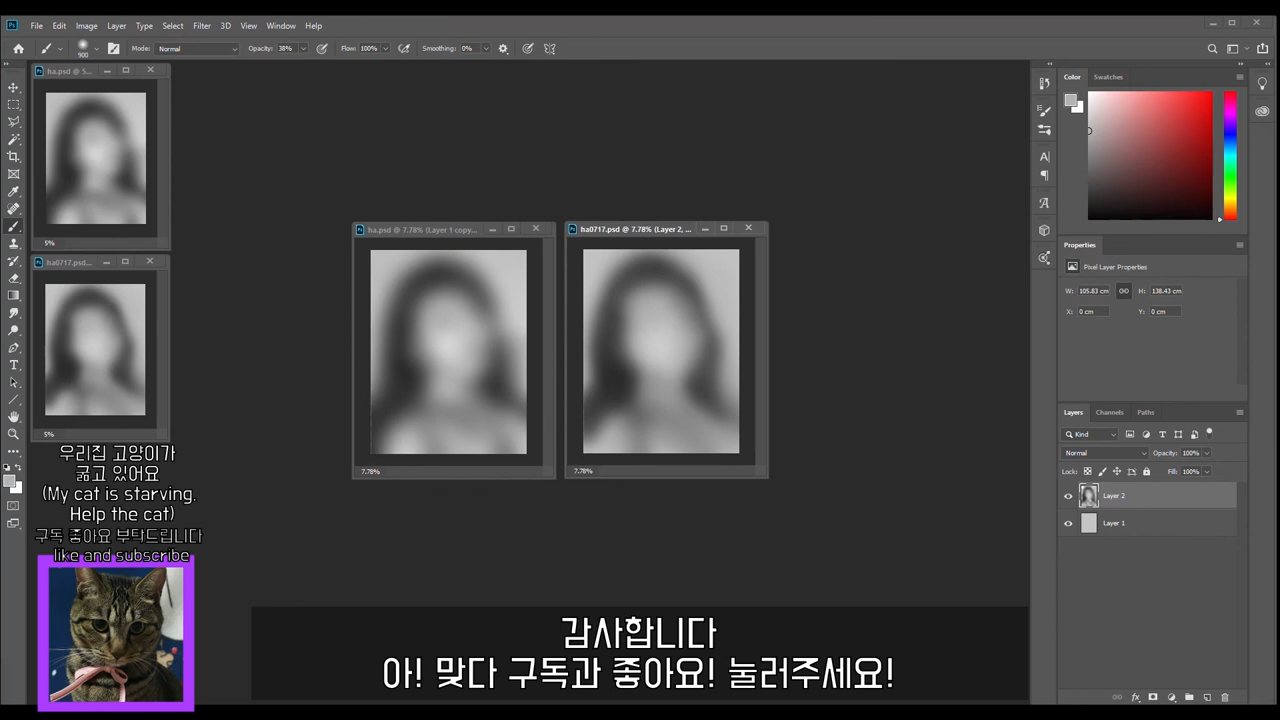 File Edit Image Layer Type Select Filter 3D View Window Help
900 Mode: Normal Opacity: 38% Flow: 100% Smoothing: 0%
ha.psd @ 5...
5%
ha0717.psd...
5%
우리집 고양이가
굶고 있어요
(My cat is starving.
Help the cat)
구독 좋아요 부탁드립니다
like and subscribe
ha.psd @ 7.78% (Layer 1 copy...
7.78%
ha0717.psd @ 7.78% (Layer 2, ...
7.78%
감사합니다
아! 맞다 구독과 좋아요! 눌러주세요!
Color Swatches
Properties
Pixel Layer Properties
W: 105.83 cm H: 138.43 cm
X: 0 cm Y: 0 cm
Layers Channels Paths
Kind
Normal Opacity: 100%
Lock: Fill: 100%
Layer 2
Layer 1